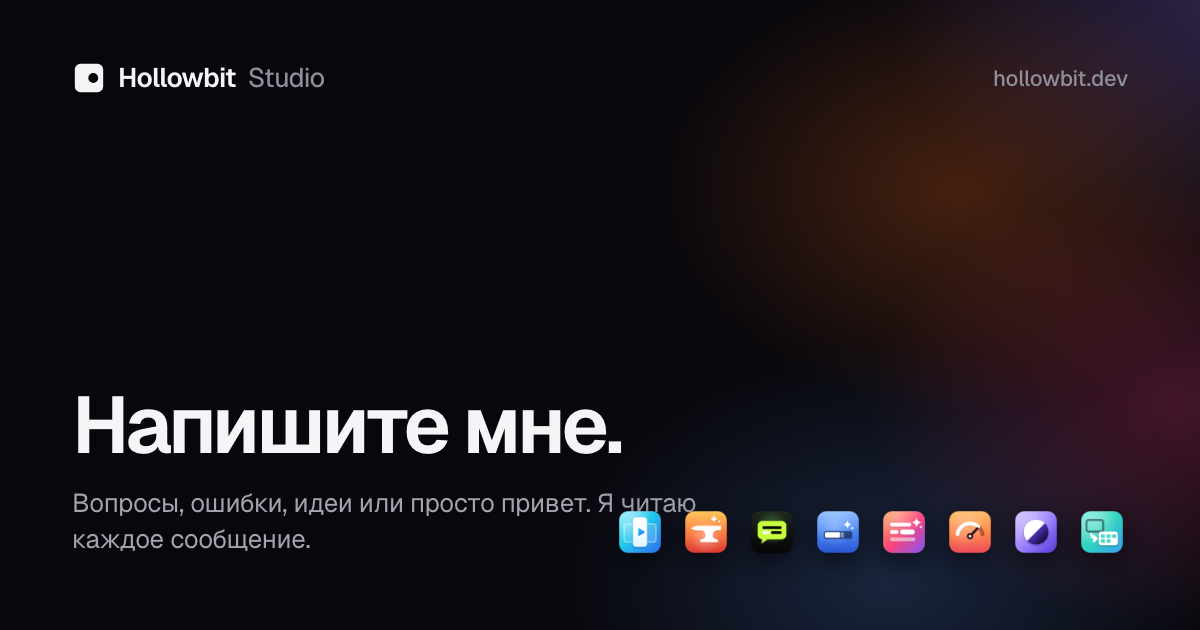 Hollowbit Studio
hollowbit.dev
Напишите мне.
Вопросы, ошибки, идеи или просто привет. Я читаю
каждое сообщение.